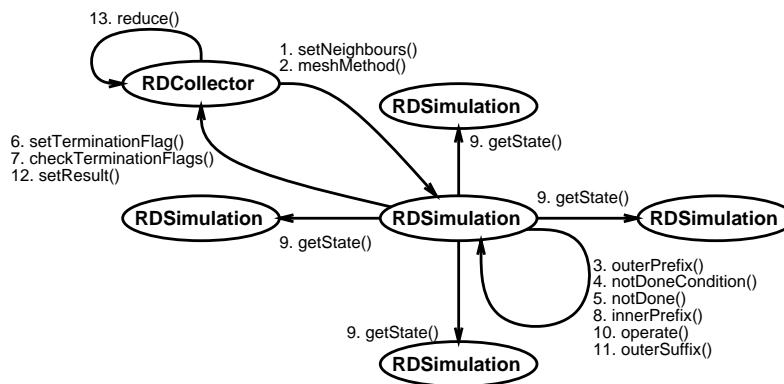 13. reduce()
RDCollector
1. setNeighbours()
2. meshMethod()
RDSimulation
9. getState()
6. setTerminationFlag()
7. checkTerminationFlags()
12. setResult()
9. getState()
RDSimulation
RDSimulation
RDSimulation
9. getState()
3. outerPrefix()
4. notDoneCondition()
5. notDone()
8. innerPrefix()
10. operate()
11. outerSuffix()
9. getState()
RDSimulation